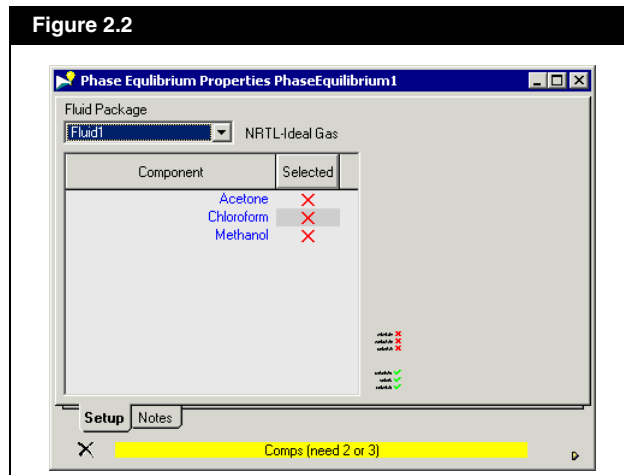 Figure 2.2
Phase Equlibrium Properties PhaseEquilibrium1
Fluid Package
Fluid1 NRTL-Ideal Gas
Component Selected
Acetone
Chloroform
Methanol
Setup Notes
Comps (need 2 or 3)